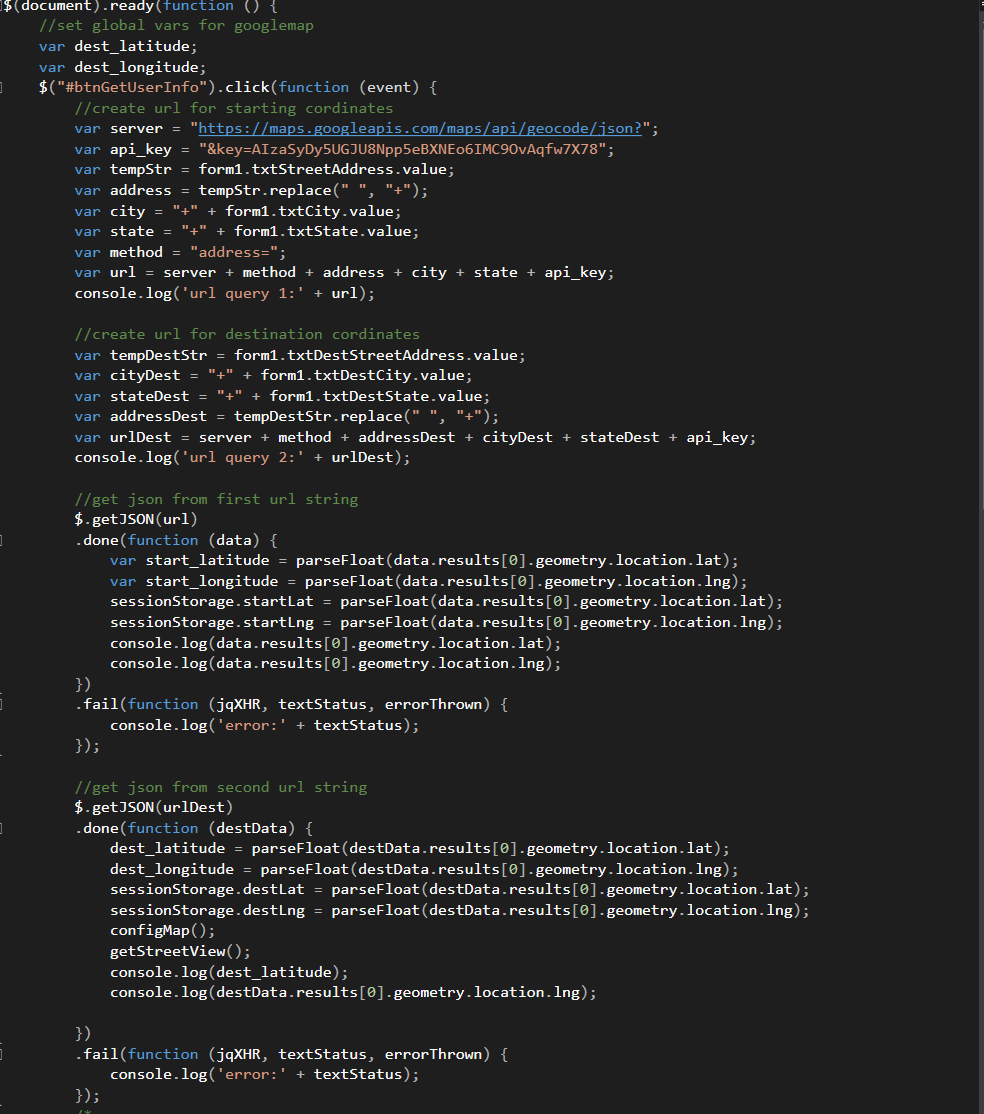 $(document).ready(function () {
//set global vars for googlemap
var dest_latitude;
var dest_longitude;
$("#btnGetUserInfo").click(function (event) {
//create url for starting cordinates
var server = "https://maps.googleapis.com/maps/api/geocode/json?";
var api_key = "&key=AIzaSyDy5UGJU8Npp5eBXNEo6IMC9OvAqfw7X78";
var tempStr = form1.txtStreetAddress.value;
var address = tempStr.replace(" ", "+");
var city = "+" + form1.txtCity.value;
var state = "+" + form1.txtState.value;
var method = "address=";
var url = server + method + address + city + state + api_key;
console.log('url query 1:' + url);
//create url for destination cordinates
var tempDestStr = form1.txtDestStreetAddress.value;
var cityDest = "+" + form1.txtDestCity.value;
var stateDest = "+" + form1.txtDestState.value;
var addressDest = tempDestStr.replace(" ", "+");
var urlDest = server + method + addressDest + cityDest + stateDest + api_key;
console.log('url query 2:' + urlDest);
//get json from first url string
$.getJSON(url)
.done(function (data) {
var start_latitude = parseFloat(data.results[0].geometry.location.lat);
var start_longitude = parseFloat(data.results[0].geometry.location.lng);
sessionStorage.startLat = parseFloat(data.results[0].geometry.location.lat);
sessionStorage.startLng = parseFloat(data.results[0].geometry.location.lng);
console.log(data.results[0].geometry.location.lat);
console.log(data.results[0].geometry.location.lng);
})
.fail(function (jqXHR, textStatus, errorThrown) {
console.log('error:' + textStatus);
});
//get json from second url string
$.getJSON(urlDest)
.done(function (destData) {
dest_latitude = parseFloat(destData.results[0].geometry.location.lat);
dest_longitude = parseFloat(destData.results[0].geometry.location.lng);
sessionStorage.destLat = parseFloat(destData.results[0].geometry.location.lat);
sessionStorage.destLng = parseFloat(destData.results[0].geometry.location.lng);
configMap();
getStreetView();
console.log(dest_latitude);
console.log(destData.results[0].geometry.location.lng);
})
.fail(function (jqXHR, textStatus, errorThrown) {
console.log('error:' + textStatus);
});
/*